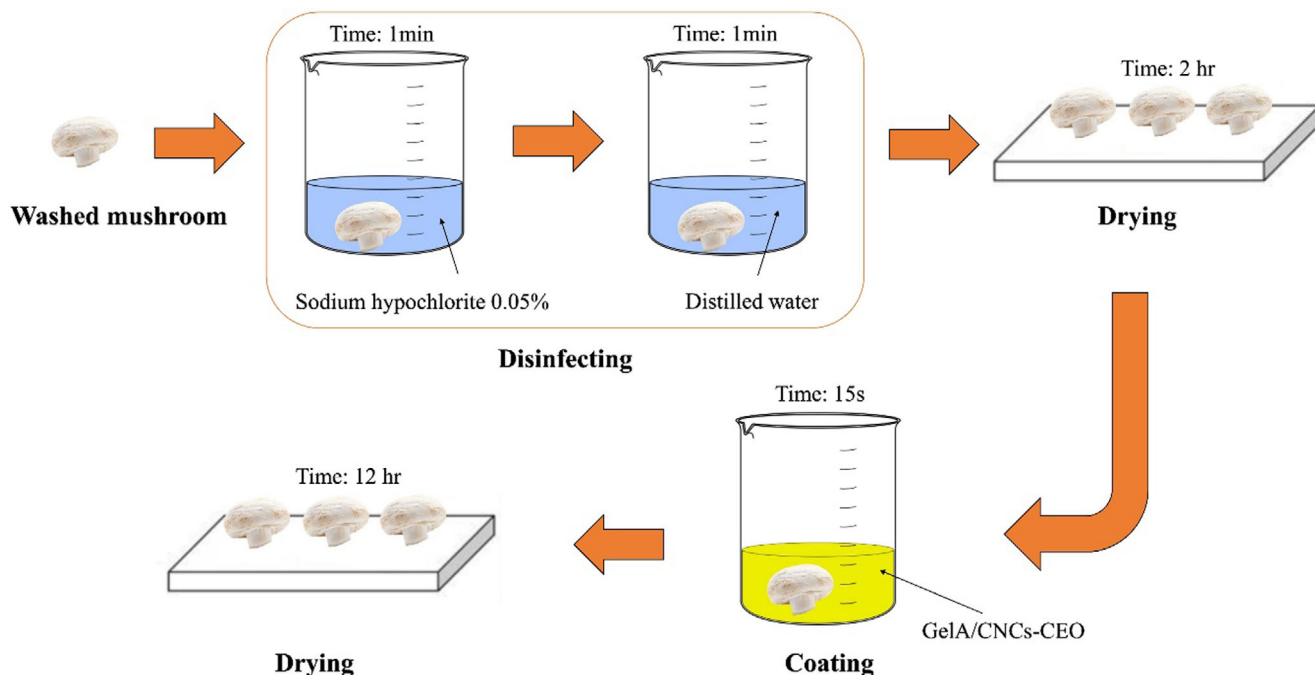 Time: 1min
Time: 1min
Time: 2 hr
Washed mushroom
Drying
Sodium hypochlorite 0.05%
Distilled water
Disinfecting
Time: 15s
Time: 12 hr
GelA/CNCs-CEO
Drying
Coating